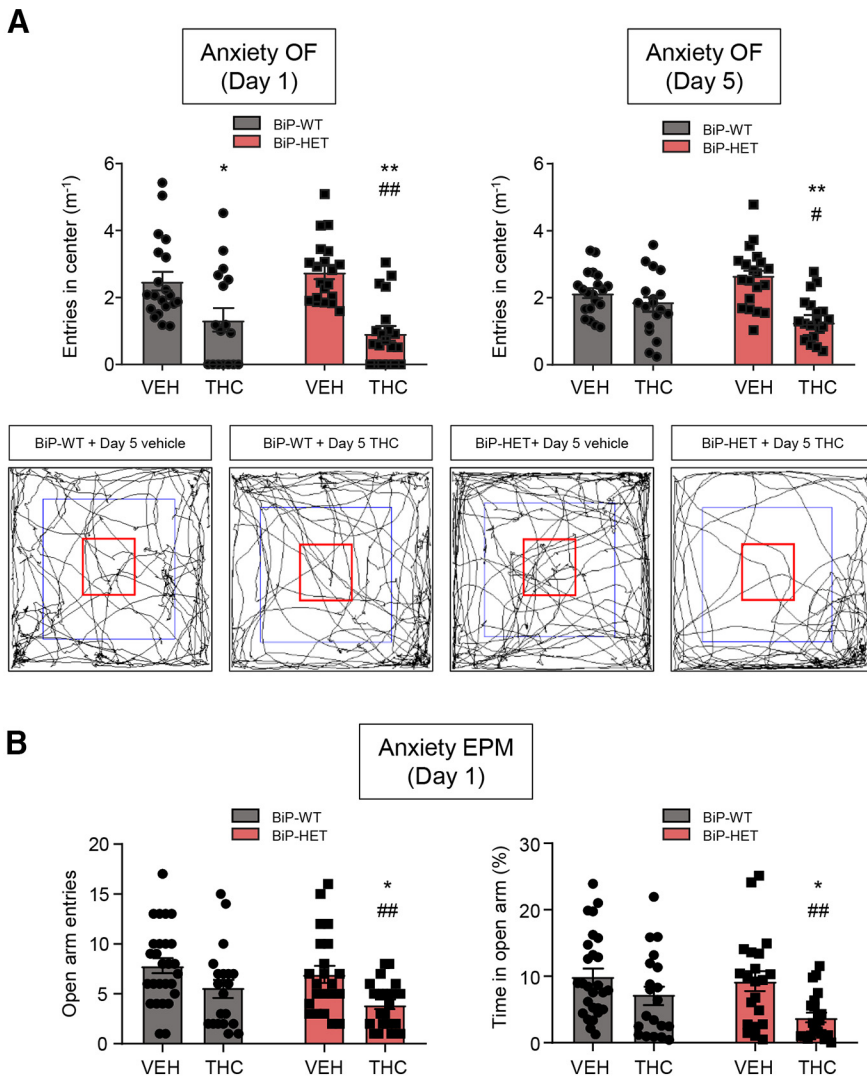 A
Anxiety OF
(Day 1)
Anxiety OF
(Day 5)
BiP-WT
BiP-HET
BiP-WT
BiP-HET
Entries in center (m⁻¹)
6
4
2
0
*
**
##
VEH
THC
VEH
THC
Entries in center (m⁻¹)
6
4
2
0
**
#
VEH
THC
VEH
THC
BiP-WT + Day 5 vehicle
BiP-WT + Day 5 THC
BiP-HET+ Day 5 vehicle
BiP-HET + Day 5 THC
B
Anxiety EPM
(Day 1)
BiP-WT
BiP-HET
BiP-WT
BiP-HET
Open arm entries
20
15
10
5
0
*
##
VEH
THC
VEH
THC
Time in open arm (%)
30
20
10
0
*
##
VEH
THC
VEH
THC